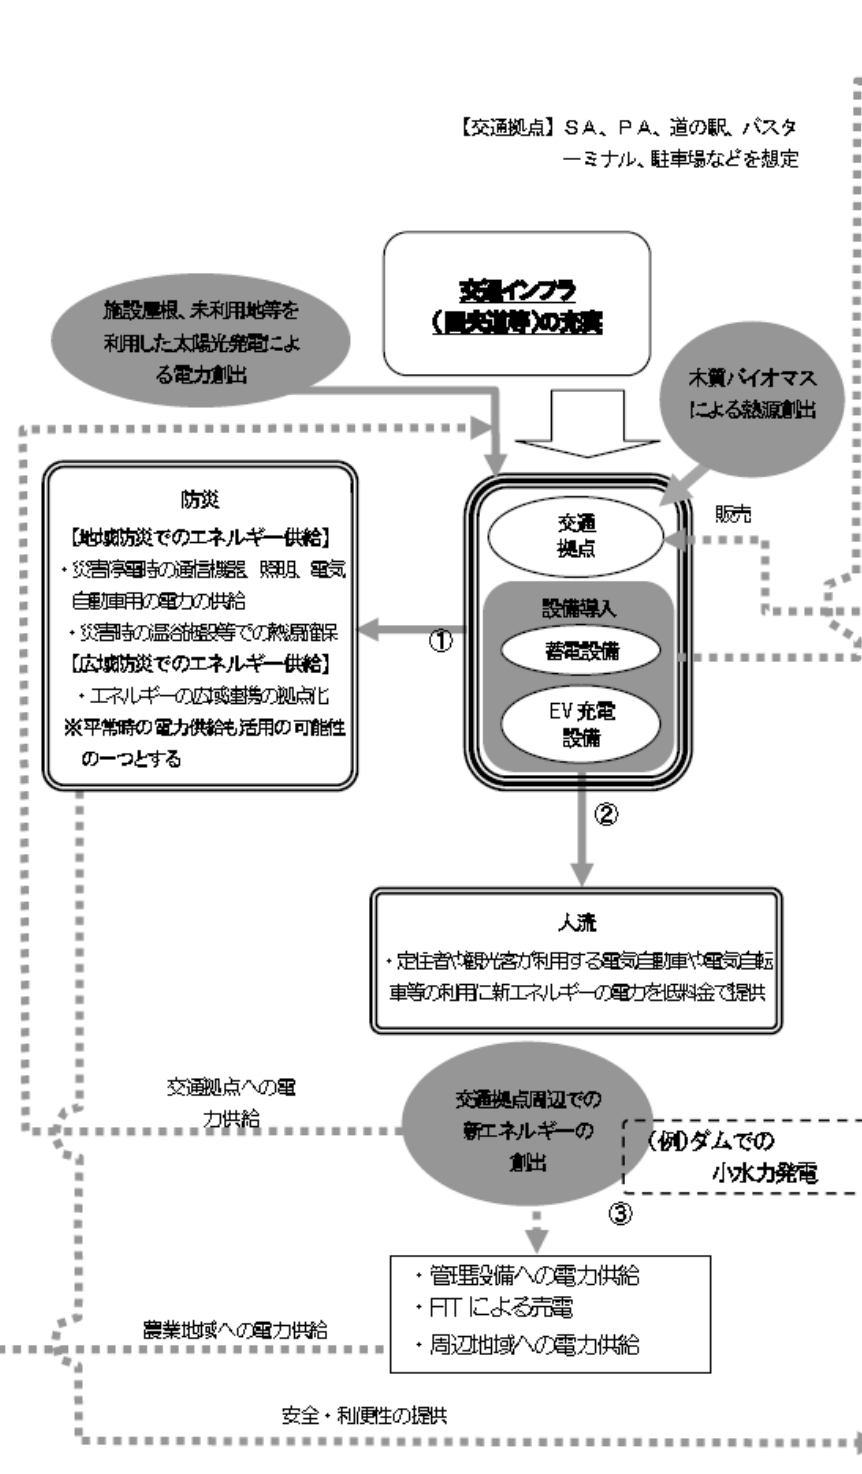 【交通拠点】ＳＡ、ＰＡ、道の駅、バスタ
ーミナル、駐車場などを想定
交通インフラ
（圏央道等）の充実
施設屋根、未利用地等を
利用した太陽光発電によ
る電力創出
木質バイオマス
による熱源創出
防災
【地域防災でのエネルギー供給】
・災害停電時の通信機器、照明、電気
自動車用の電力の供給
・災害時の温浴施設等での熱源確保
【広域防災でのエネルギー供給】
・エネルギーの広域連携の拠点化
※平常時の電力供給も活用の可能性
の一つとする
交通
拠点
販売
設備導入
蓄電設備
EV 充電
設備
①
②
人流
・定住者や観光客が利用する電気自動車や電気自転
車等の利用に新エネルギーの電力を低料金で提供
交通拠点への電
力供給
交通拠点周辺での
新エネルギーの
創出
（例）ダムでの
小水力発電
③
・管理設備への電力供給
・FIT による売電
・周辺地域への電力供給
農業地域への電力供給
安全・利便性の提供